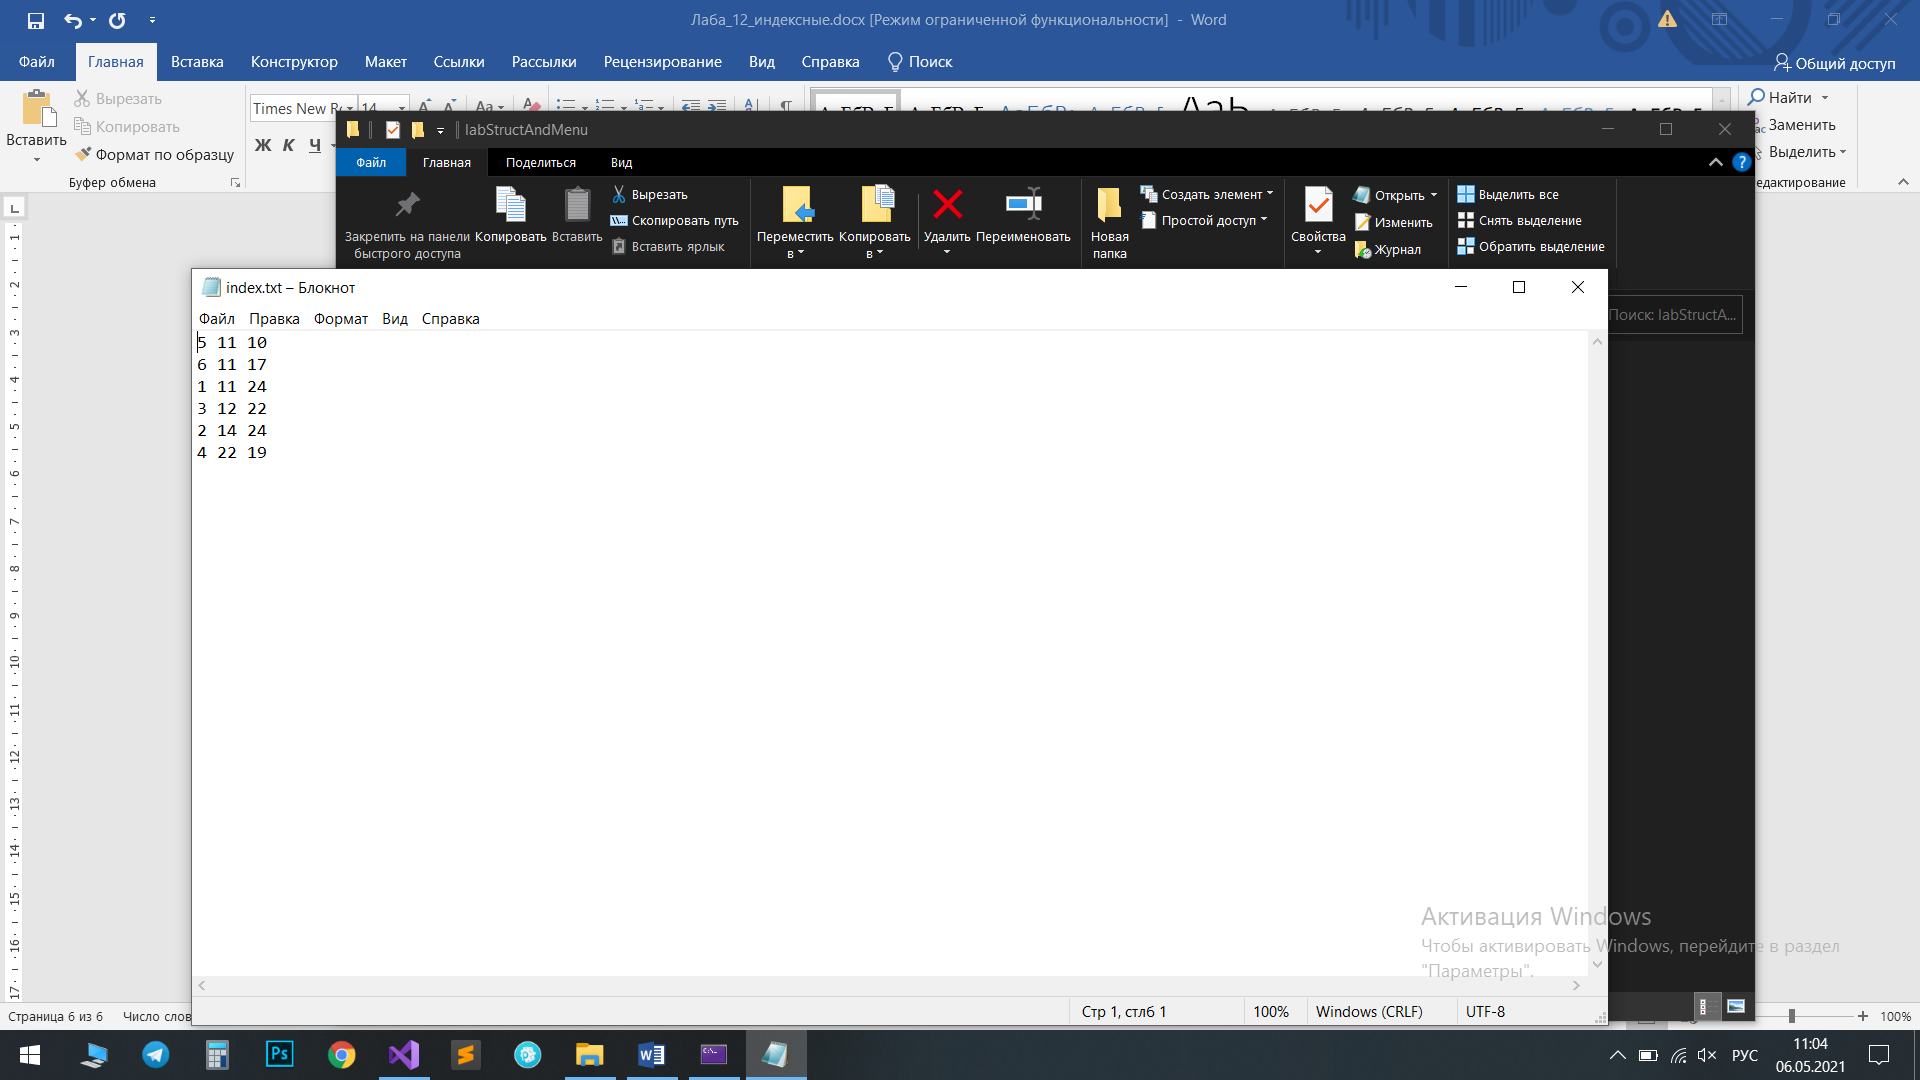 Лаба_12_индексные.docx [Режим ограниченной функциональности] - Word
Файл Главная Вставка Конструктор Макет Ссылки Рассылки Рецензирование Вид Справка Поиск Общий доступ
Вставить
Вырезать
Копировать
Формат по образцу
Буфер обмена
Times New 14
Ж К Ч
Найти
Заменить
Выделить
labStructAndMenu
Файл Главная Поделиться Вид
Закрепить на панели быстрого доступа
Копировать
Вставить
Вырезать
Скопировать путь
Вставить ярлык
Переместить в
Копировать в
Удалить
Переименовать
Новая папка
Создать элемент
Простой доступ
Свойства
Открыть
Изменить
Журнал
Выделить все
Снять выделение
Обратить выделение
Поиск: labStructA...
index.txt – Блокнот
Файл Правка Формат Вид Справка
5 11 10
6 11 17
1 11 24
3 12 22
2 14 24
4 22 19
Активация Windows
Чтобы активировать Windows, перейдите в раздел
"Параметры".
Стр 1, стлб 1 100% Windows (CRLF) UTF-8
Страница 6 из 6 Число слов
100%
РУС
11:04
06.05.2021